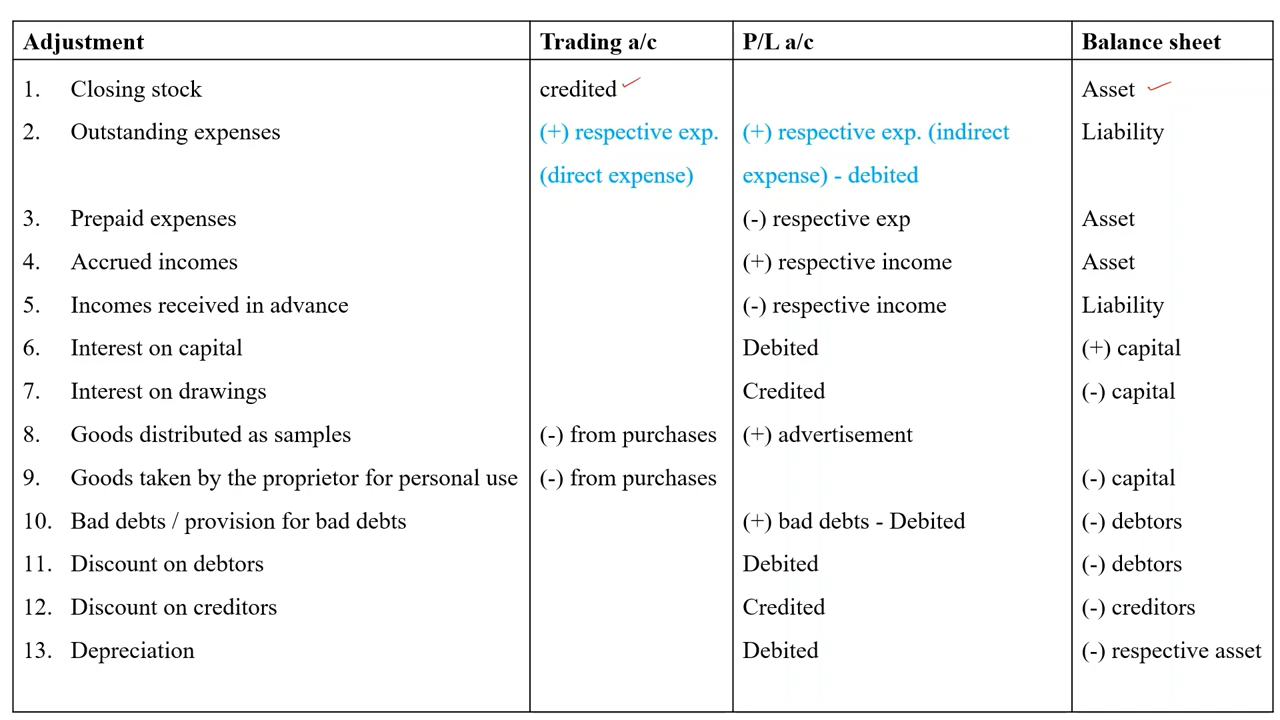 Adjustment Trading a/c P/L a/c Balance sheet
1. Closing stock credited Asset
2. Outstanding expenses (+) respective exp. (+) respective exp. (indirect Liability
(direct expense) expense) - debited
3. Prepaid expenses (-) respective exp Asset
4. Accrued incomes (+) respective income Asset
5. Incomes received in advance (-) respective income Liability
6. Interest on capital Debited (+) capital
7. Interest on drawings Credited (-) capital
8. Goods distributed as samples (-) from purchases (+) advertisement
9. Goods taken by the proprietor for personal use (-) from purchases (-) capital
10. Bad debts / provision for bad debts (+) bad debts - Debited (-) debtors
11. Discount on debtors Debited (-) debtors
12. Discount on creditors Credited (-) creditors
13. Depreciation Debited (-) respective asset